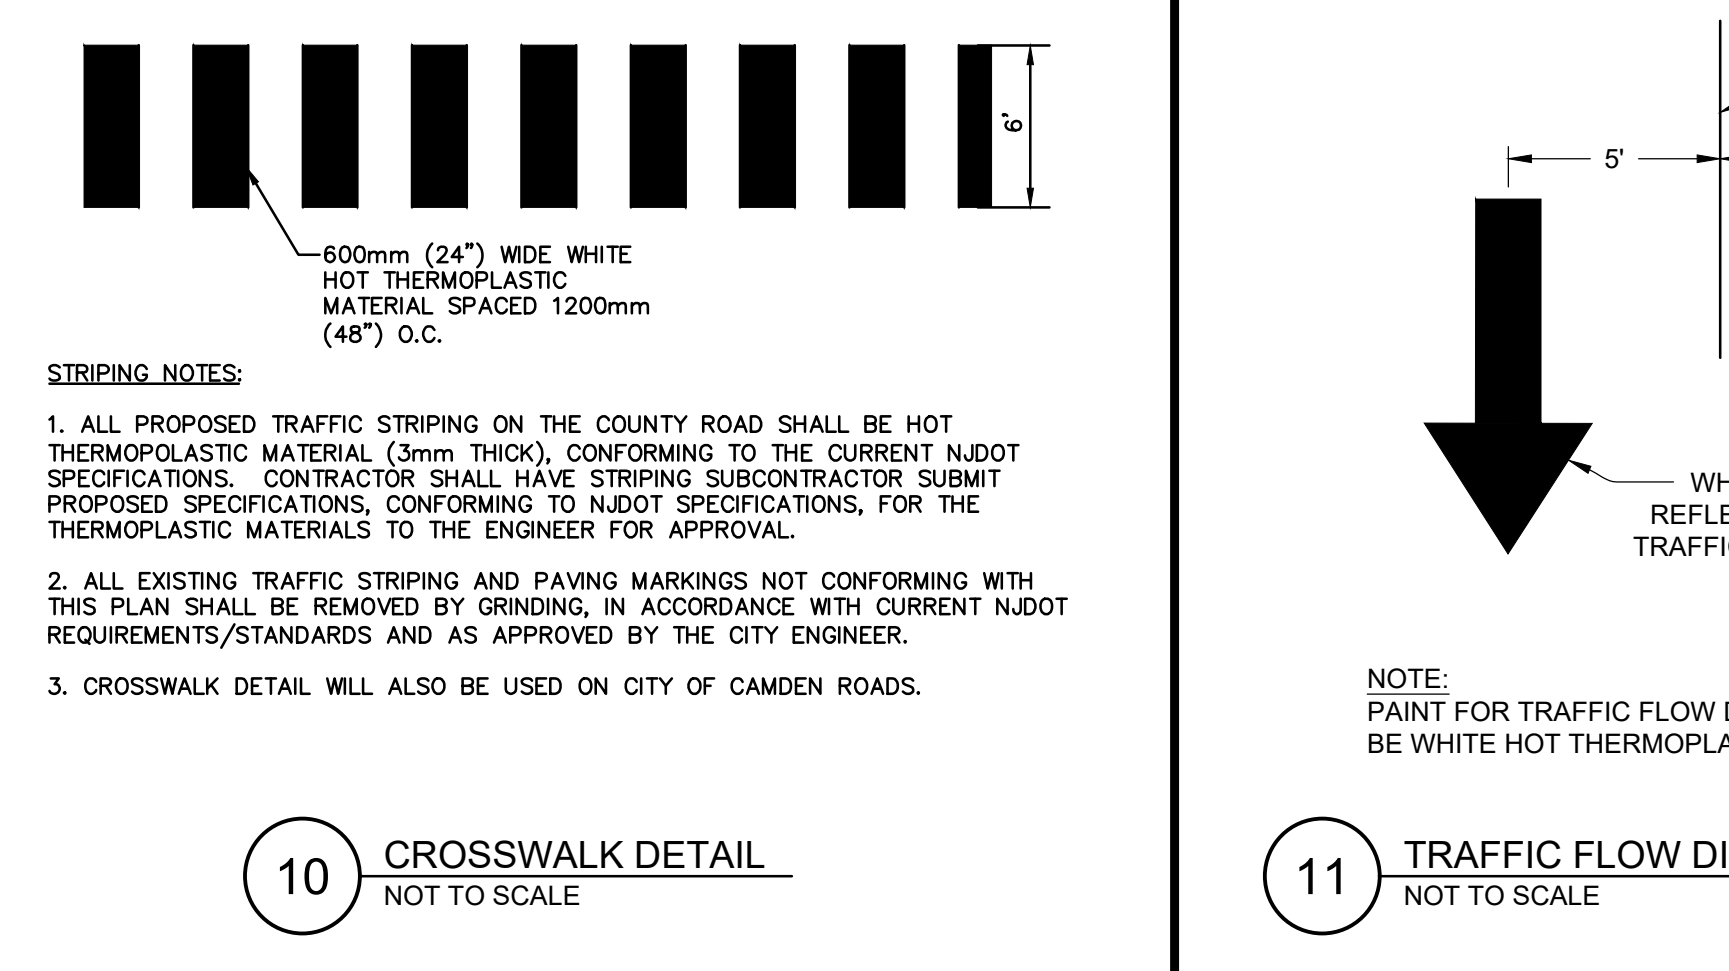 6'
600mm (24") WIDE WHITE
HOT THERMOPLASTIC
MATERIAL SPACED 1200mm
(48") O.C.
STRIPING NOTES:
1. ALL PROPOSED TRAFFIC STRIPING ON THE COUNTY ROAD SHALL BE HOT
THERMOPOLASTIC MATERIAL (3mm THICK), CONFORMING TO THE CURRENT NJDOT
SPECIFICATIONS. CONTRACTOR SHALL HAVE STRIPING SUBCONTRACTOR SUBMIT
PROPOSED SPECIFICATIONS, CONFORMING TO NJDOT SPECIFICATIONS, FOR THE
THERMOPLASTIC MATERIALS TO THE ENGINEER FOR APPROVAL.
2. ALL EXISTING TRAFFIC STRIPING AND PAVING MARKINGS NOT CONFORMING WITH
THIS PLAN SHALL BE REMOVED BY GRINDING, IN ACCORDANCE WITH CURRENT NJDOT
REQUIREMENTS/STANDARDS AND AS APPROVED BY THE CITY ENGINEER.
3. CROSSWALK DETAIL WILL ALSO BE USED ON CITY OF CAMDEN ROADS.
10
CROSSWALK DETAIL
NOT TO SCALE
5'
NOTE:
PAINT FOR TRAFFIC FLOW
BE WHITE HOT
11
TRAFFIC FLOW
NOT TO SCALE